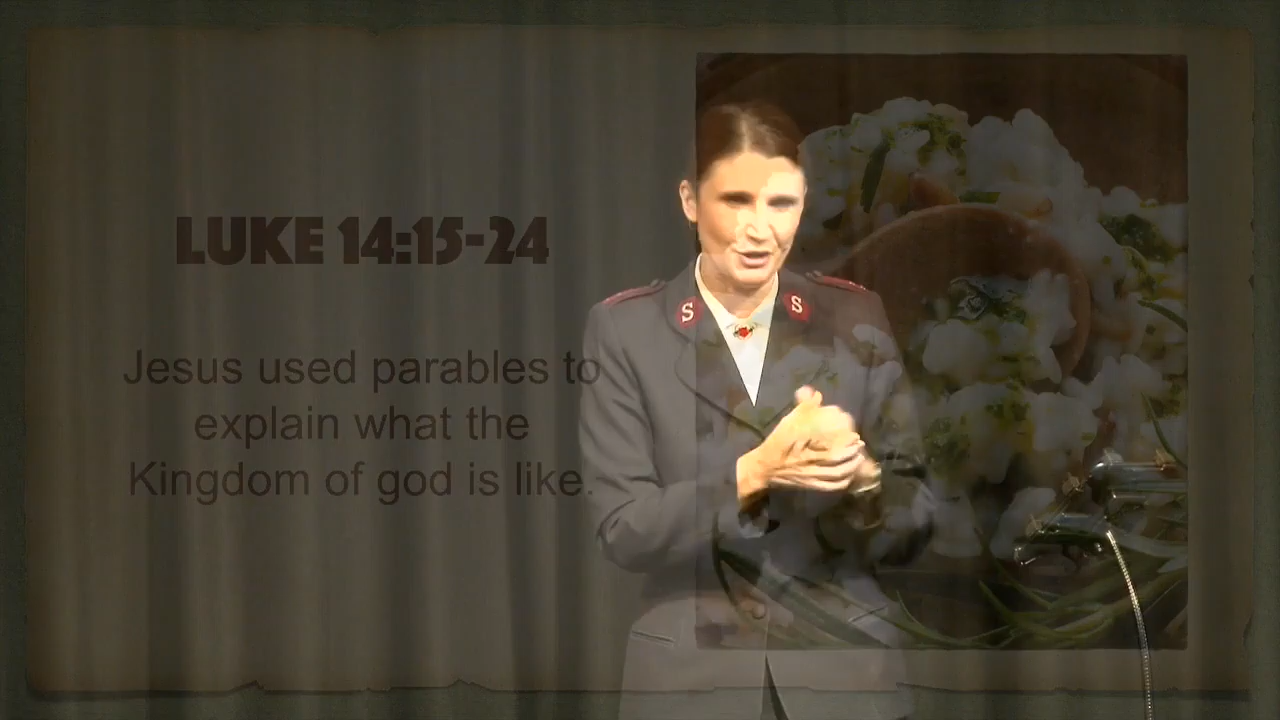 LUKE 14:15-24
Jesus used parables to
explain what the
Kingdom of god is like.
S S